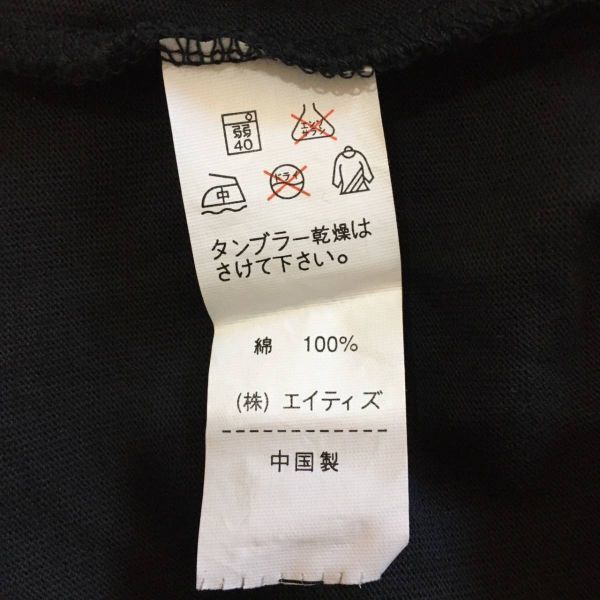 弱
40
エンソ
サラシ
中
ドライ
タンブラー乾燥は
さけて下さい。
綿 100%
(株) エイティズ
中国製